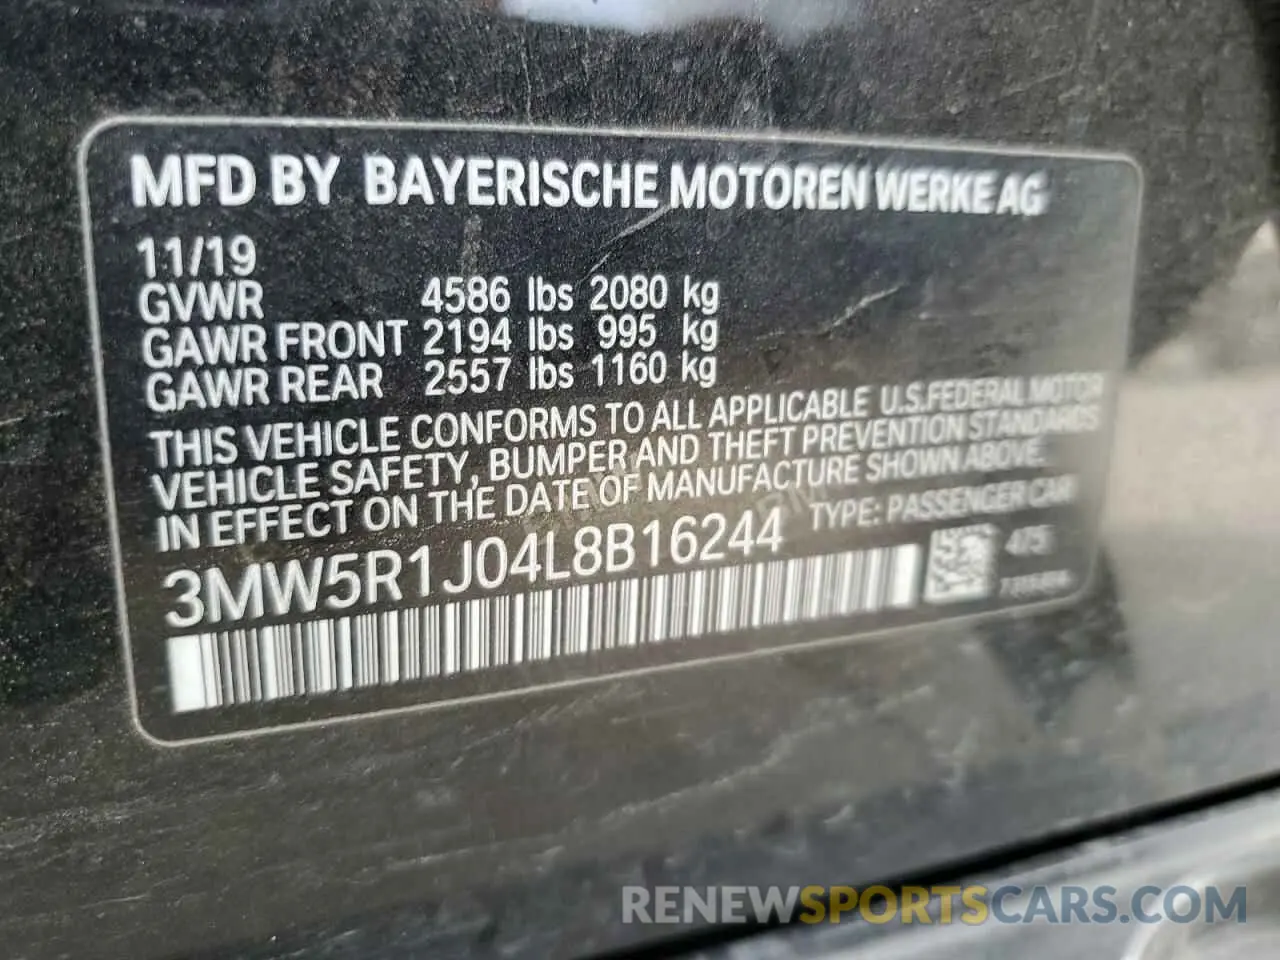 MFD BY BAYERISCHE MOTOREN WERKE AG
11/19
GVWR 4586 lbs 2080 kg
GAWR FRONT 2194 lbs 995 kg
GAWR REAR 2557 lbs 1160 kg
THIS VEHICLE CONFORMS TO ALL APPLICABLE U.S.FEDERAL MOTOR
VEHICLE SAFETY, BUMPER AND THEFT PREVENTION STANDARDS
IN EFFECT ON THE DATE OF MANUFACTURE SHOWN ABOVE.
3MW5R1J04L8B16244 TYPE: PASSENGER CAR
475
RENEWSPORTSCARS.COM